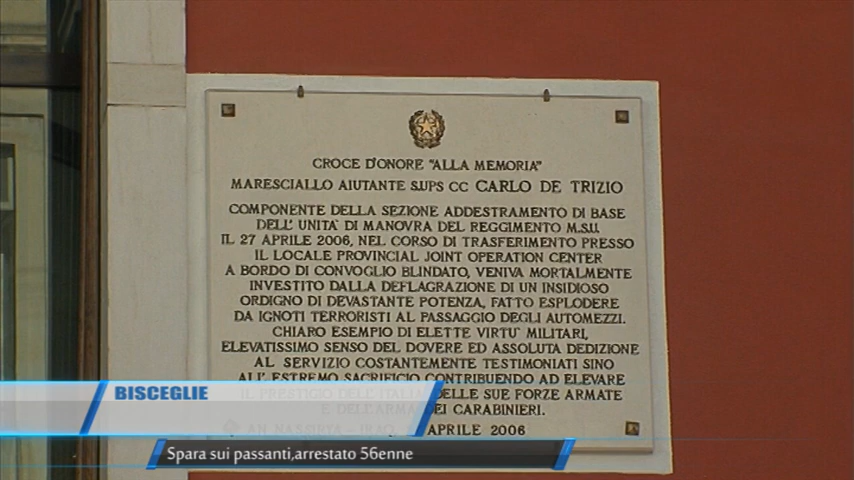 CROCE D'ONORE "ALLA MEMORIA"
MARESCIALLO AIUTANTE S.UPS CC CARLO DE TRIZIO
COMPONENTE DELLA SEZIONE ADDESTRAMENTO DI BASE
DELL' UNITA' DI MANOVRA DEL REGGIMENTO M.S.U.
IL 27 APRILE 2006, NEL CORSO DI TRASFERIMENTO PRESSO
IL LOCALE PROVINCIAL JOINT OPERATION CENTER
A BORDO DI CONVOGLIO BLINDATO, VENIVA MORTALMENTE
INVESTITO DALLA DEFLAGRAZIONE DI UN INSIDIOSO
ORDIGNO DI DEVASTANTE POTENZA, FATTO ESPLODERE
DA IGNOTI TERRORISTI AL PASSAGGIO DEGLI AUTOMEZZI.
CHIARO ESEMPIO DI ELETTE VIRTU' MILITARI,
ELEVATISSIMO SENSO DEL DOVERE ED ASSOLUTA DEDIZIONE
AL SERVIZIO COSTANTEMENTE TESTIMONIATI SINO
ALL' ESTREMO SACRIFICIO CONTRIBUENDO AD ELEVARE
IL PRESTIGIO DELL'ITALIA DELLE SUE FORZE ARMATE
E DELL'ARMA DEI CARABINIERI.
AN NASSIRYA - IRAQ, APRILE 2006
BISCEGLIE
Spara sui passanti,arrestato 56enne